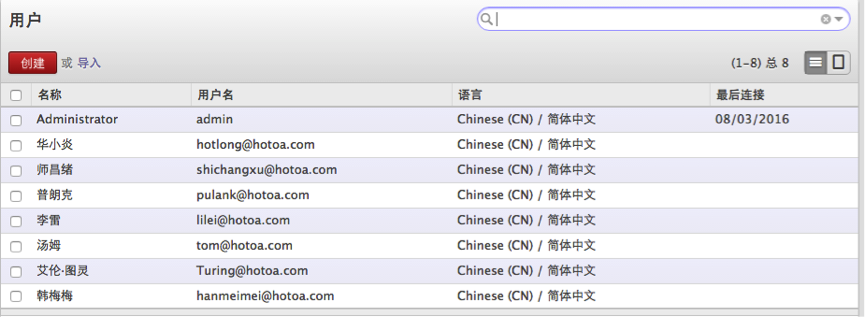 用户
创建 或 导入 (1-8) 总 8
名称 用户名 语言 最后连接
Administrator admin Chinese (CN) / 简体中文 08/03/2016
华小炎 hotlong@hotoa.com Chinese (CN) / 简体中文
师昌绪 shichangxu@hotoa.com Chinese (CN) / 简体中文
普朗克 pulank@hotoa.com Chinese (CN) / 简体中文
李雷 lilei@hotoa.com Chinese (CN) / 简体中文
汤姆 tom@hotoa.com Chinese (CN) / 简体中文
艾伦·图灵 Turing@hotoa.com Chinese (CN) / 简体中文
韩梅梅 hanmeimei@hotoa.com Chinese (CN) / 简体中文